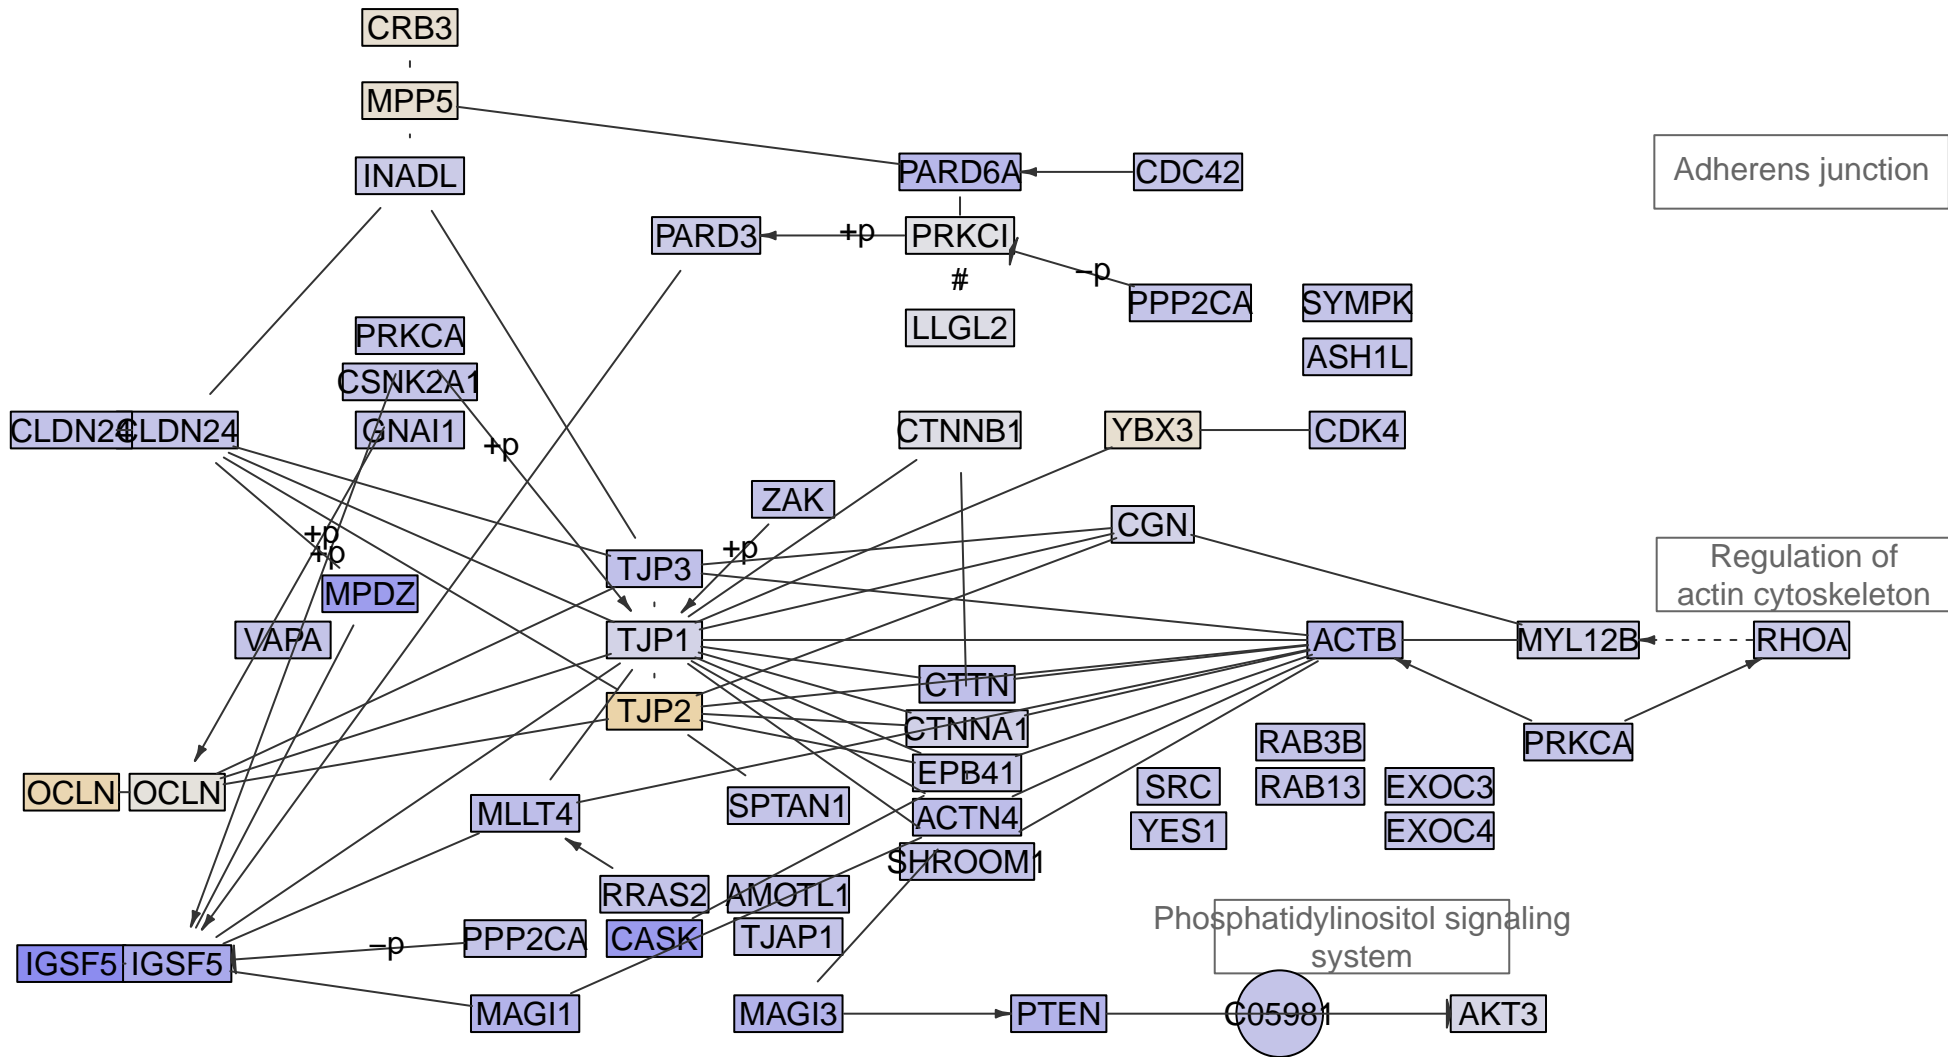 CRB3
MPP5
INADL
PARD6A
CDC42
Adherens junction
PARD3
+p
PRKCI
#
−p
LLGL2
PPP2CA
SYMPK
PRKCA
ASH1L
CSNK2A1
CLDN24
CLDN24
GNAI1
+p
CTNNB1
YBX3
CDK4
ZAK
CGN
+p
+p
+p
TJP3
MPDZ
Regulation of
actin cytoskeleton
VAPA
TJP1
ACTB
MYL12B
RHOA
CTTN
TJP2
CTNNA1
RAB3B
PRKCA
EPB41
OCLN
OCLN
MLLT4
SPTAN1
ACTN4
SRC
RAB13
EXOC3
YES1
EXOC4
SHROOM1
RRAS2
AMOTL1
PPP2CA
CASK
TJAP1
−p
Phosphatidylinositol signaling
system
IGSF5
IGSF5
MAGI1
MAGI3
PTEN
C05981
AKT3